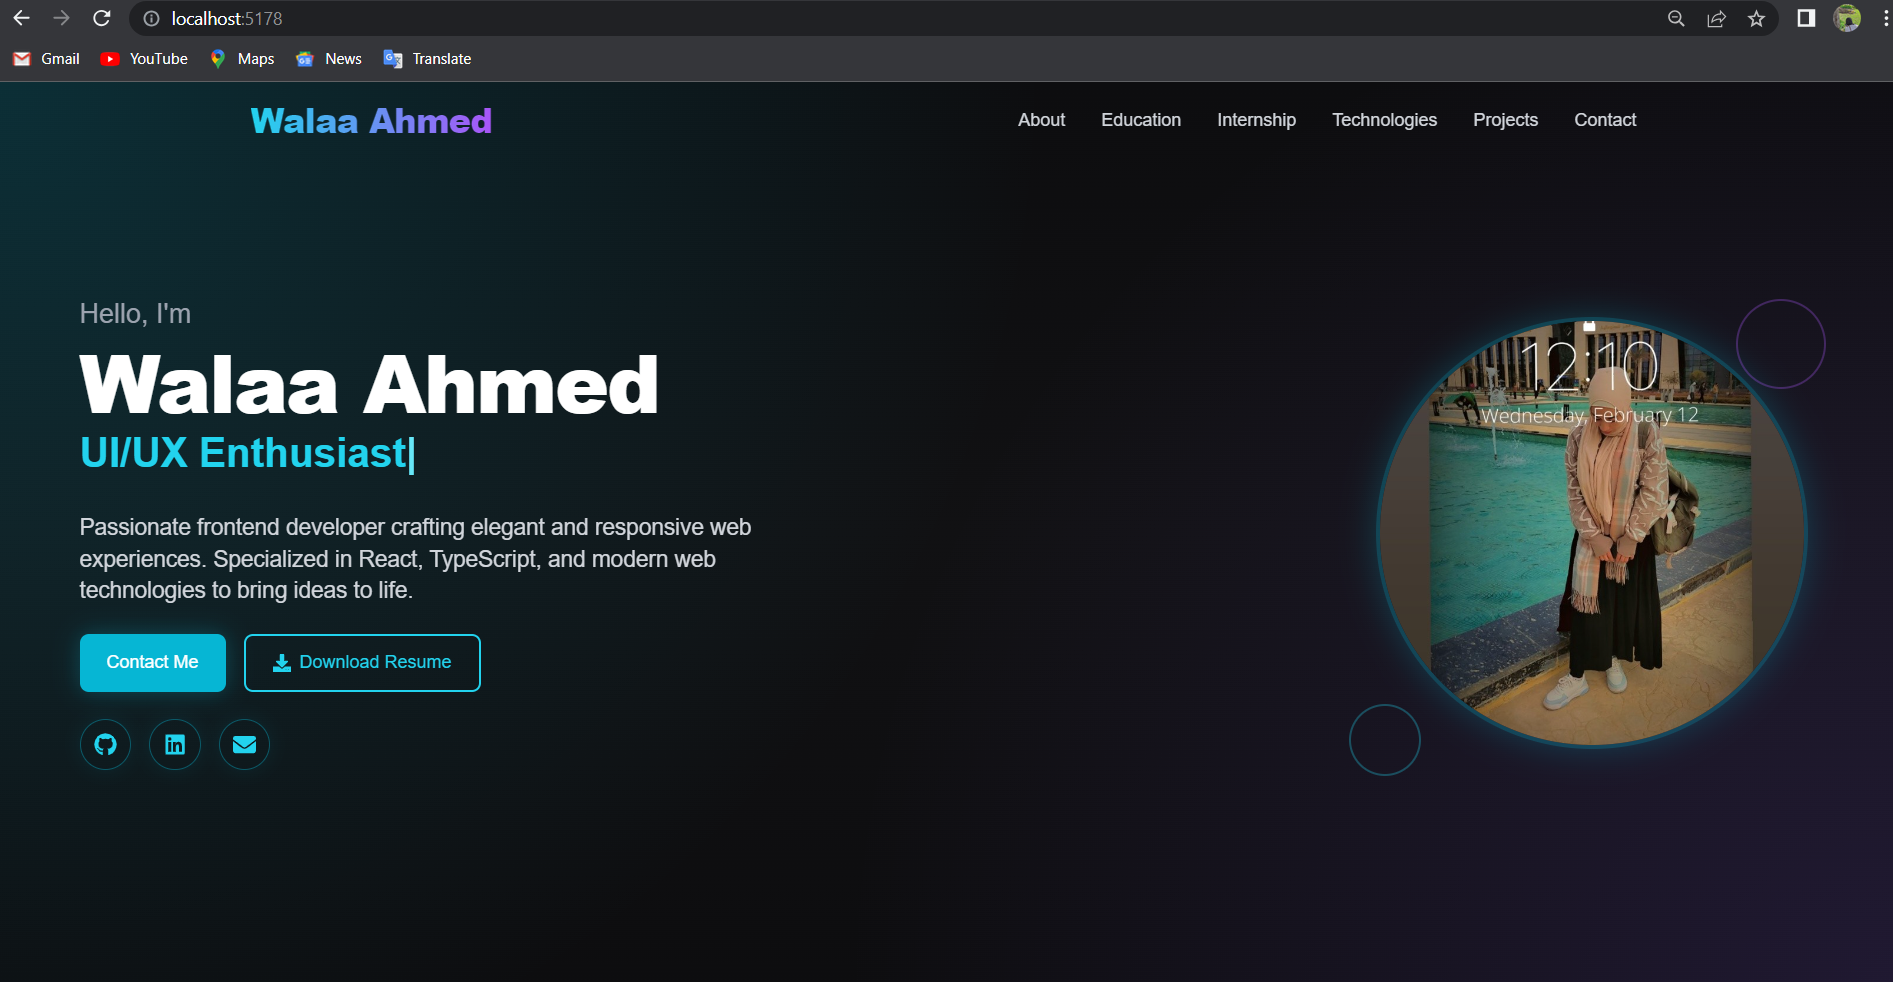 localhost:5178
Gmail YouTube Maps News Translate
Walaa Ahmed
About Education Internship Technologies Projects Contact
Hello, I'm
Walaa Ahmed
UI/UX Enthusiast|
Passionate frontend developer crafting elegant and responsive web
experiences. Specialized in React, TypeScript, and modern web
technologies to bring ideas to life.
Contact Me
Download Resume
12:10
Wednesday, February 12